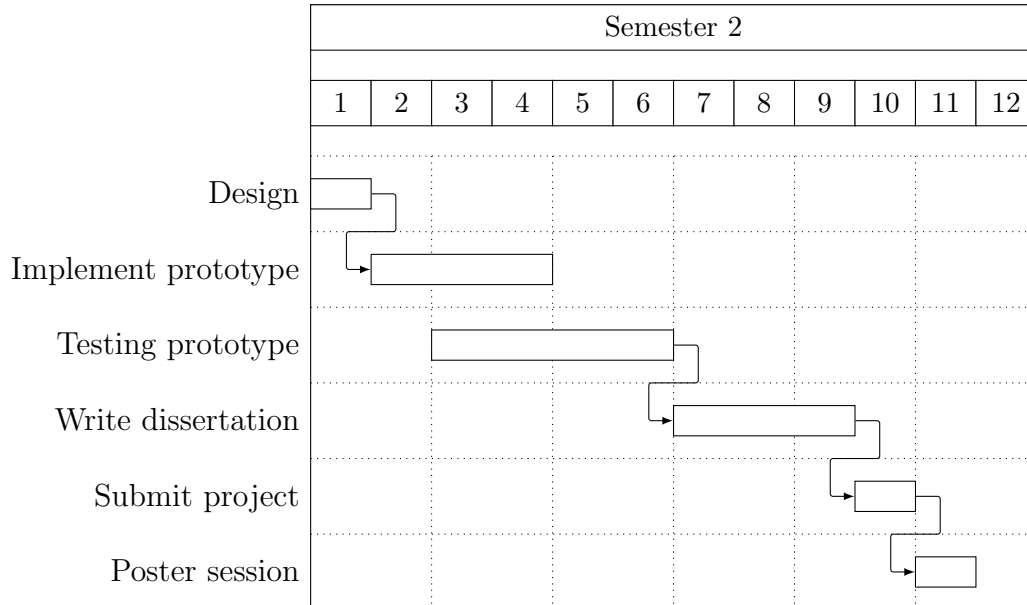 Semester 2
1 2 3 4 5 6 7 8 9 10 11 12
Design
Implement prototype
Testing prototype
Write dissertation
Submit project
Poster session